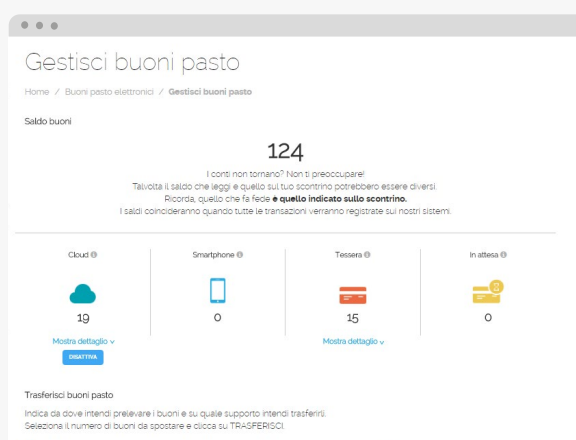 Gestisci buoni pasto
Home / Buoni pasto elettronici / Gestisci buoni pasto
Saldo buoni
124
I conti non tornano? Non ti preoccupare!
Talvolta il saldo che leggi e quello sul tuo scontrino potrebbero essere diversi.
Ricorda, quello che fa fede è quello indicato sullo scontrino.
I saldi coincideranno quando tutte le transazioni verranno registrate sui nostri sistemi.
Cloud
Smartphone
Tessera
In attesa
19
0
15
0
Mostra dettaglio
Mostra dettaglio
DISATTIVA
Trasferisci buoni pasto
Indica da dove intendi prelevare i buoni e su quale supporto intendi trasferirli.
Seleziona il numero di buoni da spostare e clicca su TRASFERISCI.